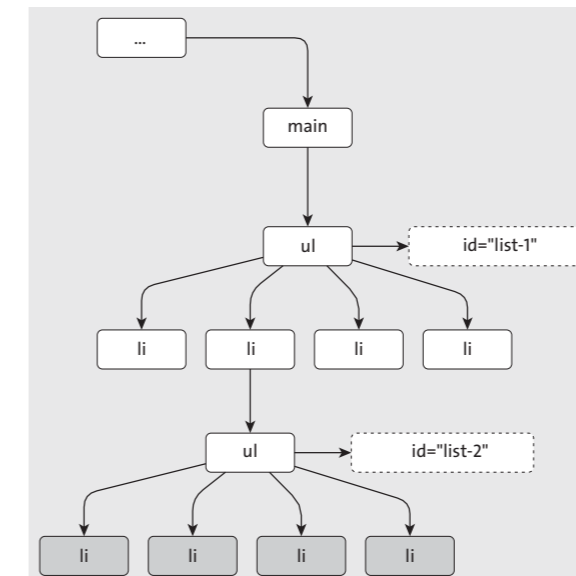 ...
main
ul
id="list-1"
li li li li
ul
id="list-2"
li li li li